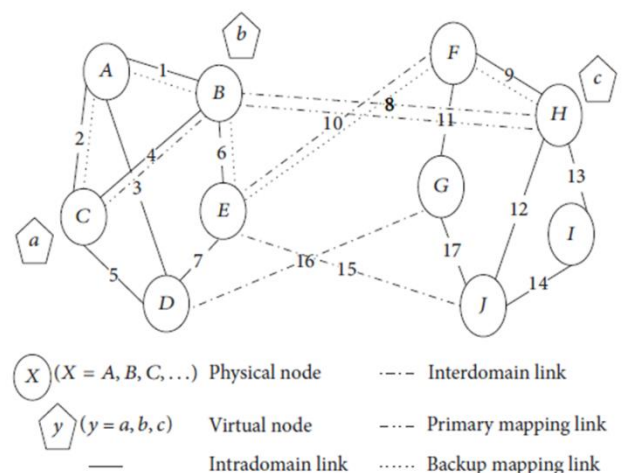 b
F
A
1
9
c
B
8
H
10
11
2
4
6
3
13
G
C
E
12
I
a
17
7
16
5
15
14
D
J
X (X = A, B, C, ...) Physical node
Interdomain link
y (y = a, b, c) Virtual node
Primary mapping link
Intradomain link
Backup mapping link